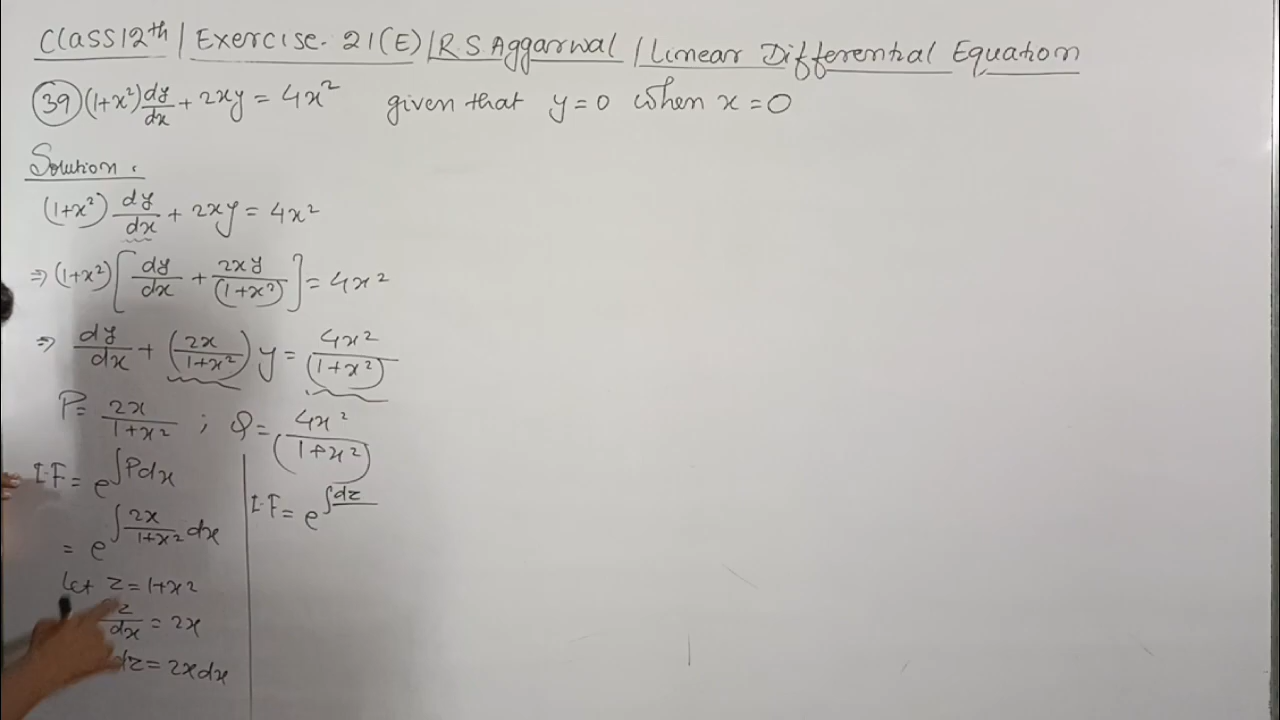 Class 12th / Exercise. 21(E) / R.S Aggarwal / Linear Differential Equation
39 (1+x²) dy/dx + 2xy = 4x² given that y=0 when x=0
Solution.
(1+x²) dy/dx + 2xy = 4x²
⇒ (1+x²) [dy/dx + 2xy/(1+x²)] = 4x²
⇒ dy/dx + (2x/1+x²) y = 4x²/(1+x²)
P = 2x/1+x² ; Q = 4x²/(1+x²)
I.F = e^∫Pdx
= e^∫2x/1+x² dx
Let z = 1+x²
z/dx = 2x
dz = 2xdx
I.F = e^∫dz/